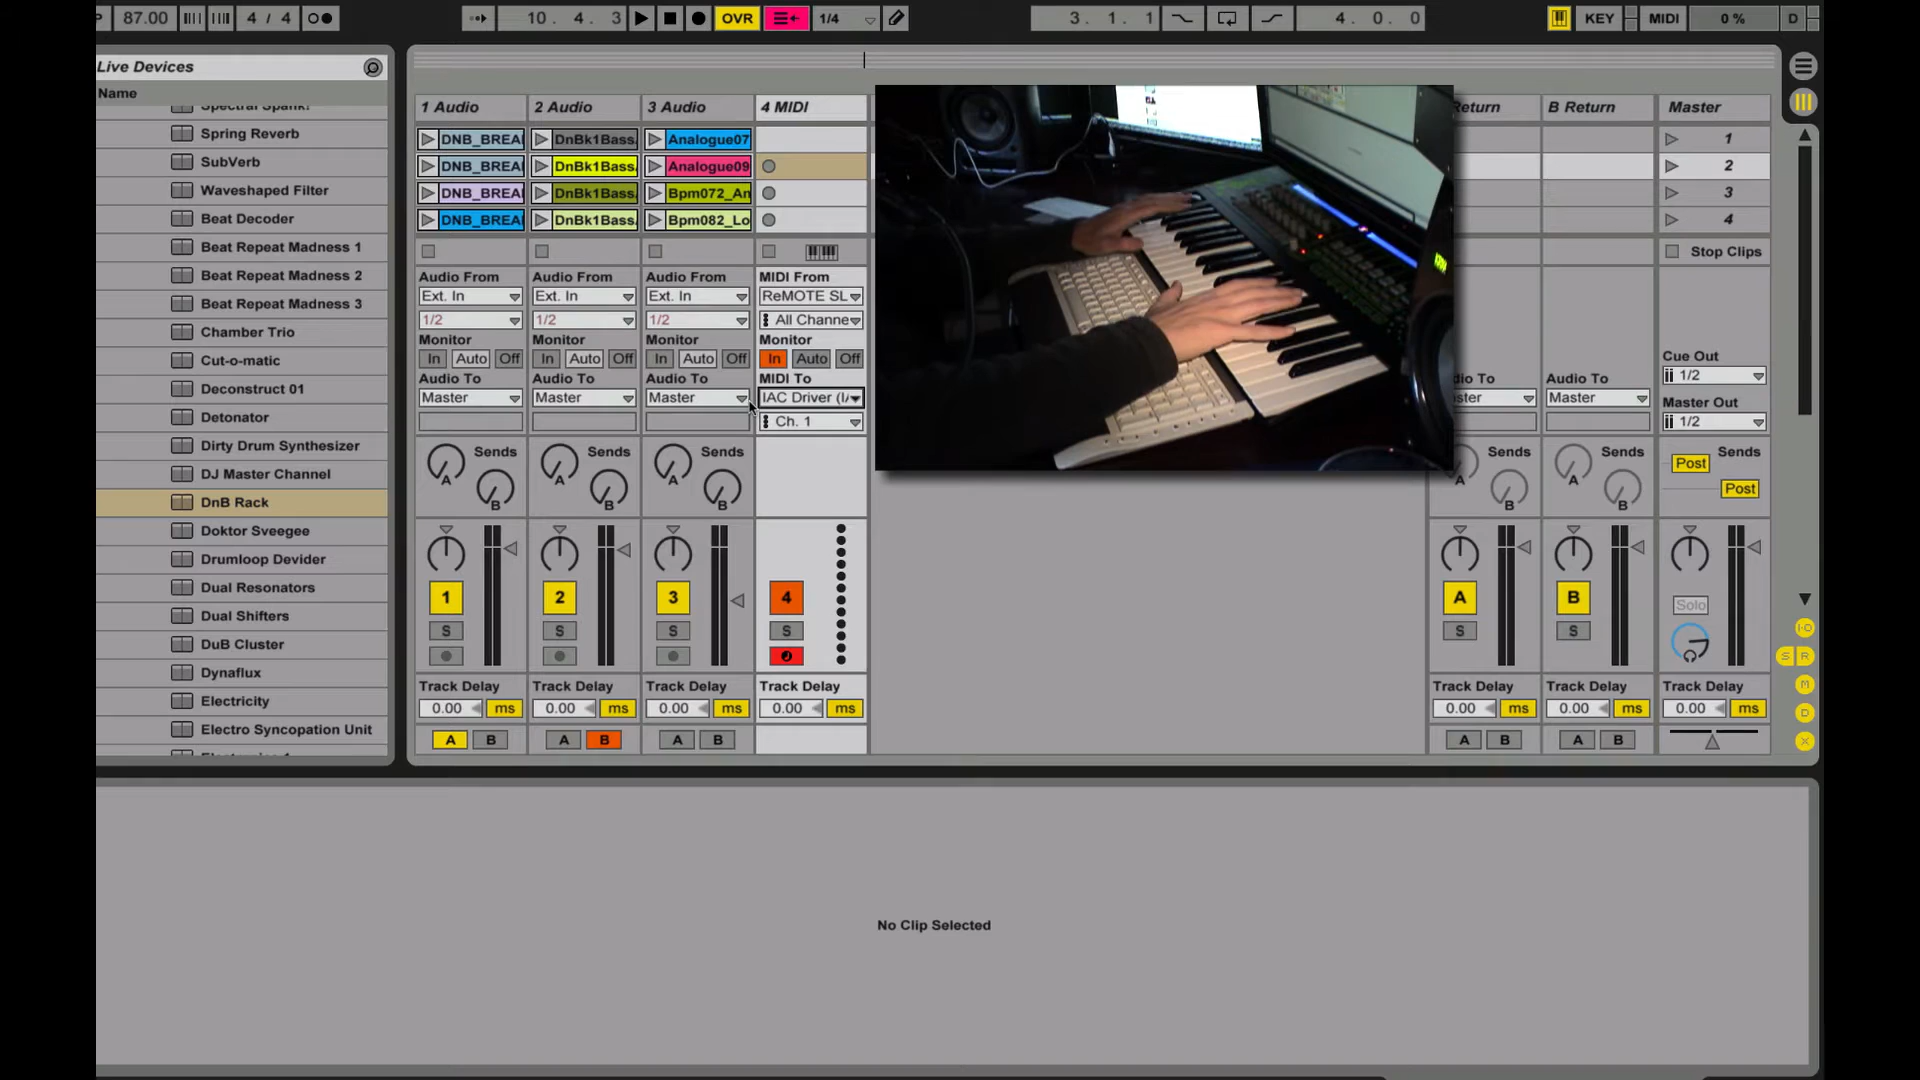 87.00 4 / 4 10. 4. 3 OVR 1/4 3. 1. 1 4. 0. 0 KEY MIDI 0 % D
Live Devices
Name
Spectral Spank!
Spring Reverb
SubVerb
Waveshaped Filter
Beat Decoder
Beat Repeat Madness 1
Beat Repeat Madness 2
Beat Repeat Madness 3
Chamber Trio
Cut-o-matic
Deconstruct 01
Detonator
Dirty Drum Synthesizer
DJ Master Channel
DnB Rack
Doktor Sveegee
Drumloop Devider
Dual Resonators
Dual Shifters
DuB Cluster
Dynaflux
Electricity
Electro Syncopation Unit
1 Audio 2 Audio 3 Audio 4 MIDI Return B Return Master
DNB_BREAI DnBk1Bass. Analogue07 1
DNB_BREAI DnBk1Bass. Analogue09 2
DNB_BREAI DnBk1Bass. Bpm072_An 3
DNB_BREAI DnBk1Bass. Bpm082_Lo 4
Stop Clips
Audio From Audio From Audio From MIDI From
Ext. In Ext. In Ext. In ReMOTE SL
1/2 1/2 1/2 All Channe
Monitor Monitor Monitor Monitor
In Auto Off In Auto Off In Auto Off In Auto Off
Cue Out
1/2
Audio To Audio To Audio To MIDI To dio To Audio To
Master Master Master IAC Driver (I/ Master Master
Master Out
Ch. 1 1/2
Sends Sends Sends Sends Sends Sends
A B A B A B A B A B Post Post
1 2 3 4 A B Solo
S S S S S S
Track Delay Track Delay Track Delay Track Delay Track Delay Track Delay Track Delay
0.00 ms 0.00 ms 0.00 ms 0.00 ms 0.00 ms 0.00 ms 0.00 ms
A B A B A B A B A B
I·O
S R
M
D
X
No Clip Selected